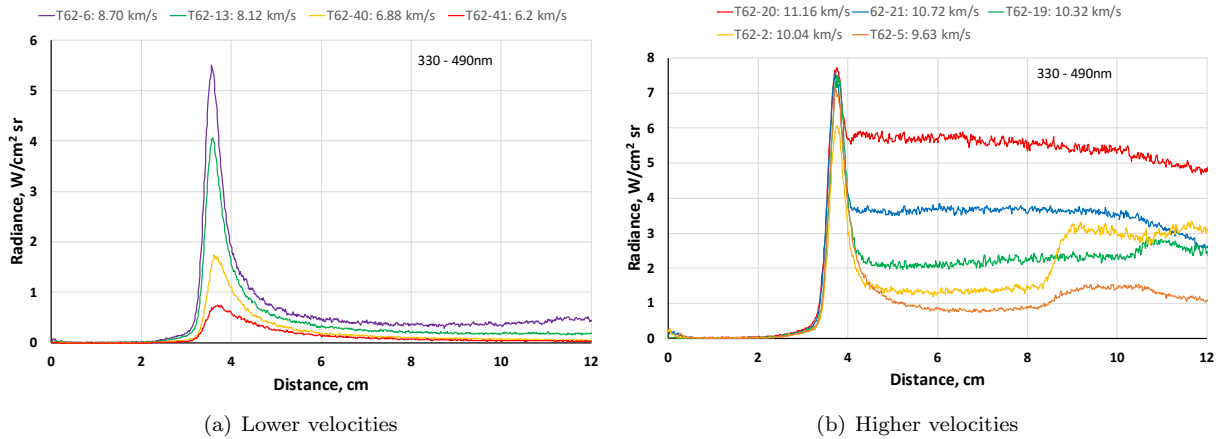 T62-6: 8.70 km/s T62-13: 8.12 km/s T62-40: 6.88 km/s T62-41: 6.2 km/s
6
5
4
3
2
1
0
Radiance, W/cm² sr
330 - 490nm
0 2 4 6 8 10 12
Distance, cm
(a) Lower velocities
T62-20: 11.16 km/s 62-21: 10.72 km/s T62-19: 10.32 km/s
T62-2: 10.04 km/s T62-5: 9.63 km/s
8
7
6
5
4
3
2
1
0
Radiance, W/cm² sr
330 - 490nm
0 2 4 6 8 10 12
Distance, cm
(b) Higher velocities